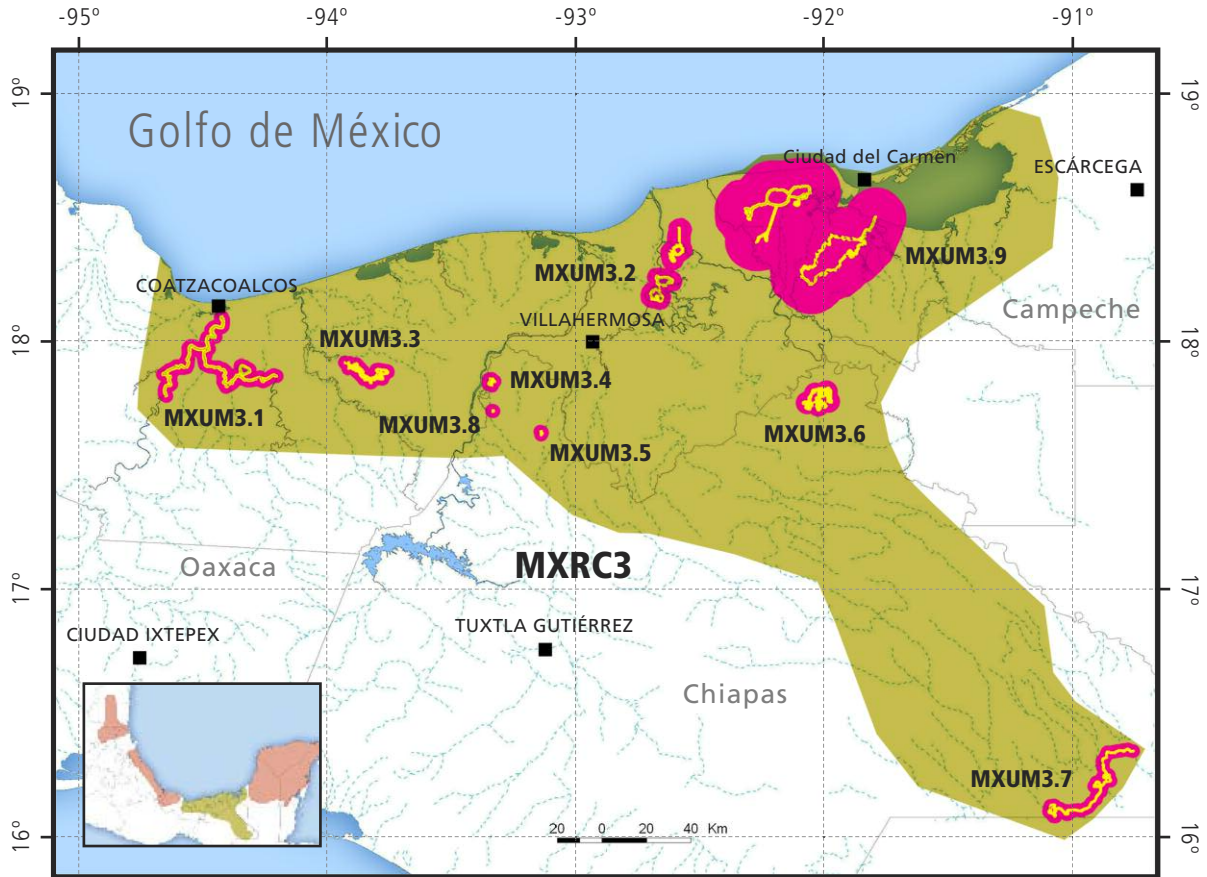 -95º -94º -93º -92º -91º
19º 19º
Golfo de México
Ciudad del Carmen
ESCÁRCEGA
MXUM3.9
MXUM3.2
COATZACOALCOS
Campeche
VILLAHERMOSA
18º 18º
MXUM3.3
MXUM3.4
MXUM3.1
MXUM3.8
MXUM3.6
MXUM3.5
MXRC3
Oaxaca
17º 17º
CIUDAD IXTEPEX
TUXTLA GUTIÉRREZ
Chiapas
MXUM3.7
20 0 20 40 Km
16º 16º